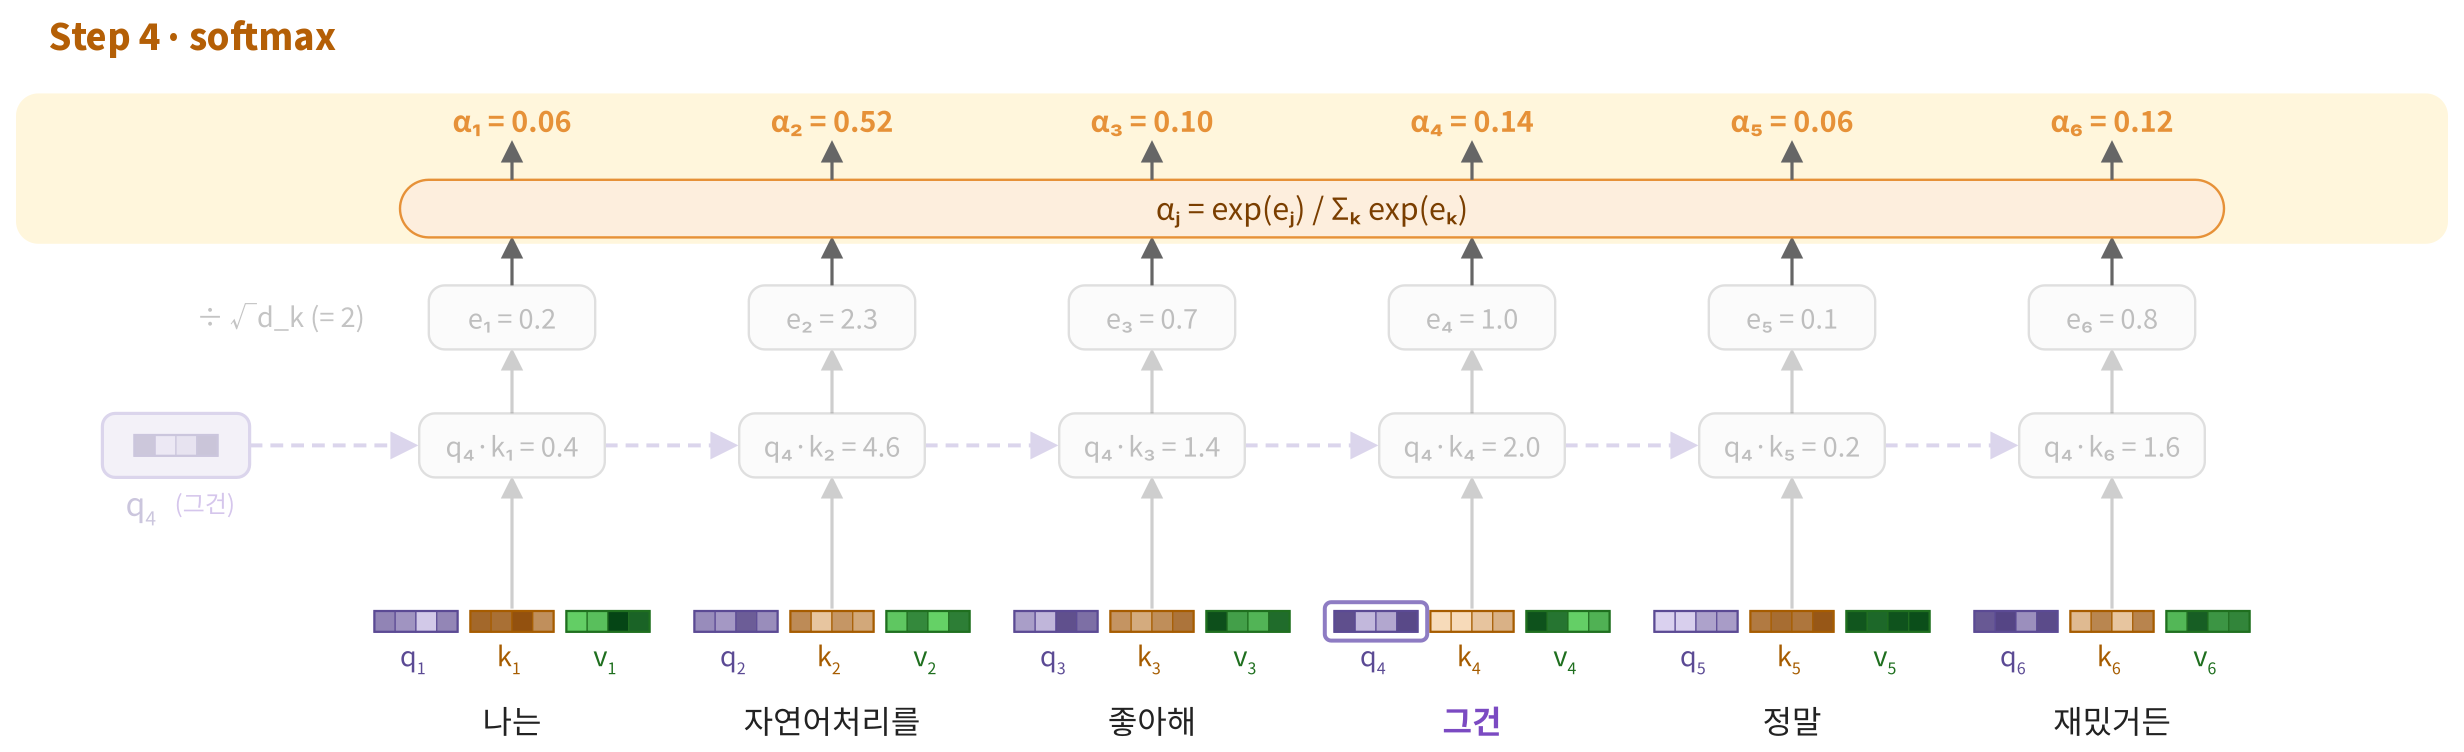 Step 4 · softmax
α₁ = 0.06 α₂ = 0.52 α₃ = 0.10 α₄ = 0.14 α₅ = 0.06 α₆ = 0.12
αⱼ = exp(eⱼ) / Σₖ exp(eₖ)
÷ √d_k (= 2) e₁ = 0.2 e₂ = 2.3 e₃ = 0.7 e₄ = 1.0 e₅ = 0.1 e₆ = 0.8
q₄ · k₁ = 0.4 q₄ · k₂ = 4.6 q₄ · k₃ = 1.4 q₄ · k₄ = 2.0 q₄ · k₅ = 0.2 q₄ · k₆ = 1.6
q₄ (그건)
q₁ k₁ v₁ q₂ k₂ v₂ q₃ k₃ v₃ q₄ k₄ v₄ q₅ k₅ v₅ q₆ k₆ v₆
나는 자연어처리를 좋아해 그건 정말 재밌거든